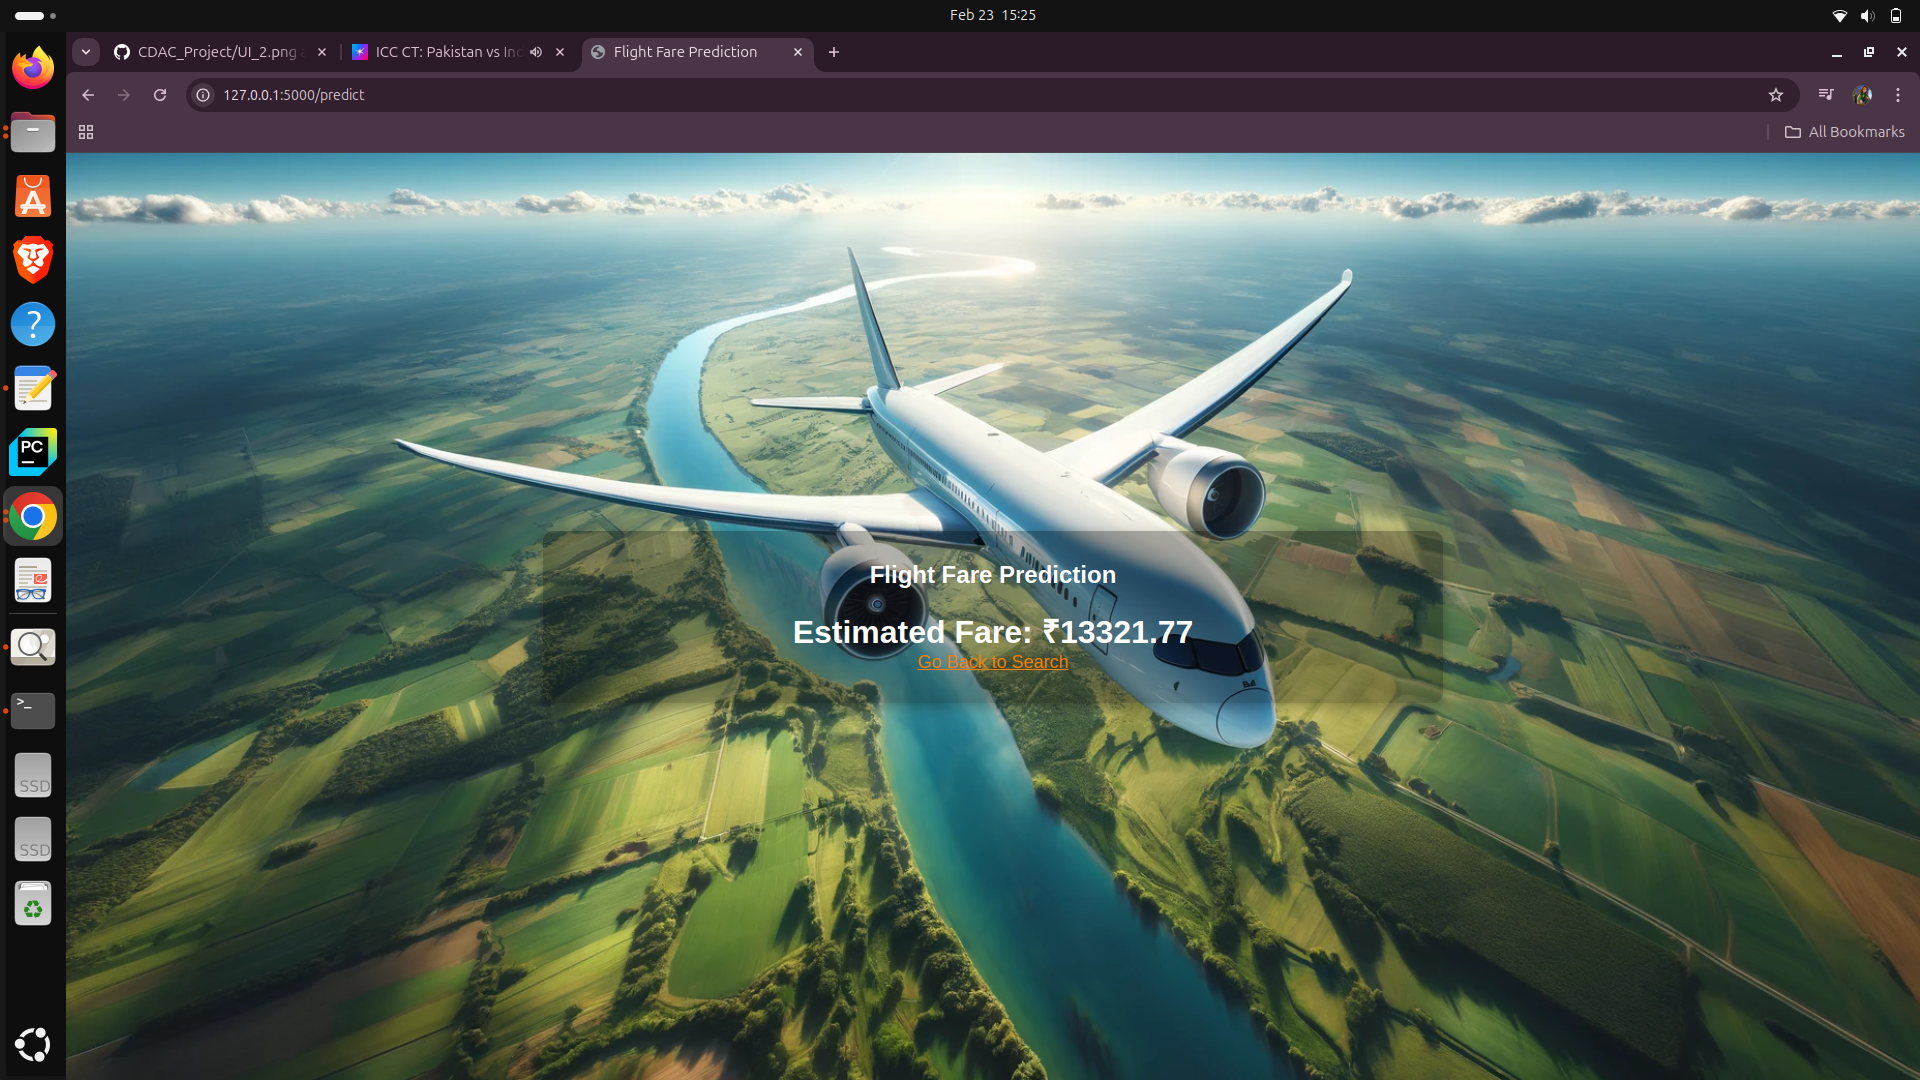 Feb 23 15:25
CDAC_Project/UI_2.png
ICC CT: Pakistan vs Ind
Flight Fare Prediction
127.0.0.1:5000/predict
All Bookmarks
PC
SSD
SSD
Flight Fare Prediction
Estimated Fare: ₹13321.77
Go Back to Search